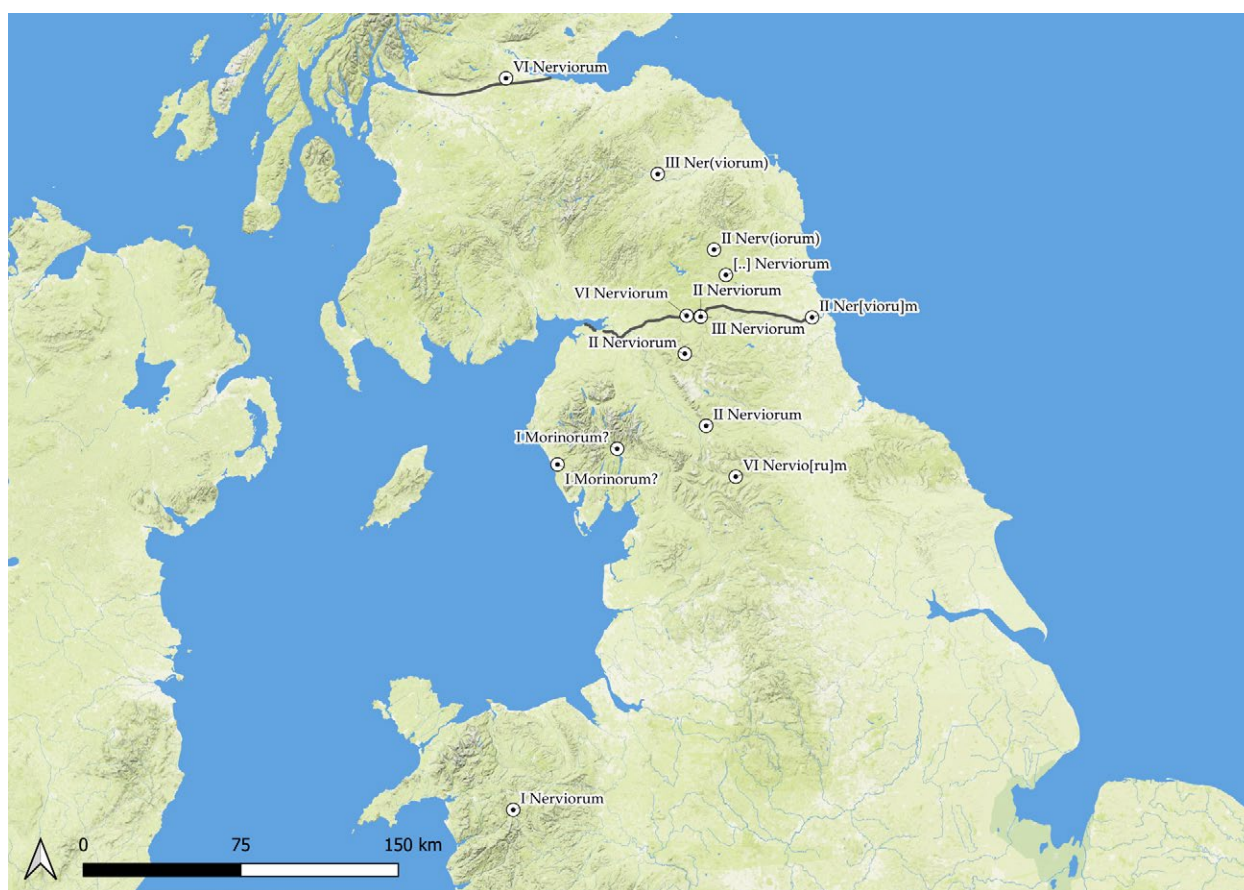 VI Nerviorum
III Ner(viorum)
II Nerv(iorum)
[..] Nerviorum
VI Nerviorum
II Nerviorum
II Ner[vioru]m
III Nerviorum
II Nerviorum
II Nerviorum
I Morinorum?
I Morinorum?
VI Nervio[ru]m
I Nerviorum
0 75 150 km